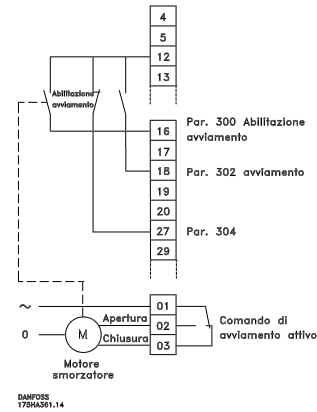 4
5
12
13
Abilitazione
avviamento
16
Par. 300 Abilitazione
avviamento
17
18
Par. 302 avviamento
19
20
27
Par. 304
29
~
01
Apertura
02
Comando di
avviamento attivo
0
M
Chiusura
03
Motore
smorzatore
DANFOSS
175HA361.14